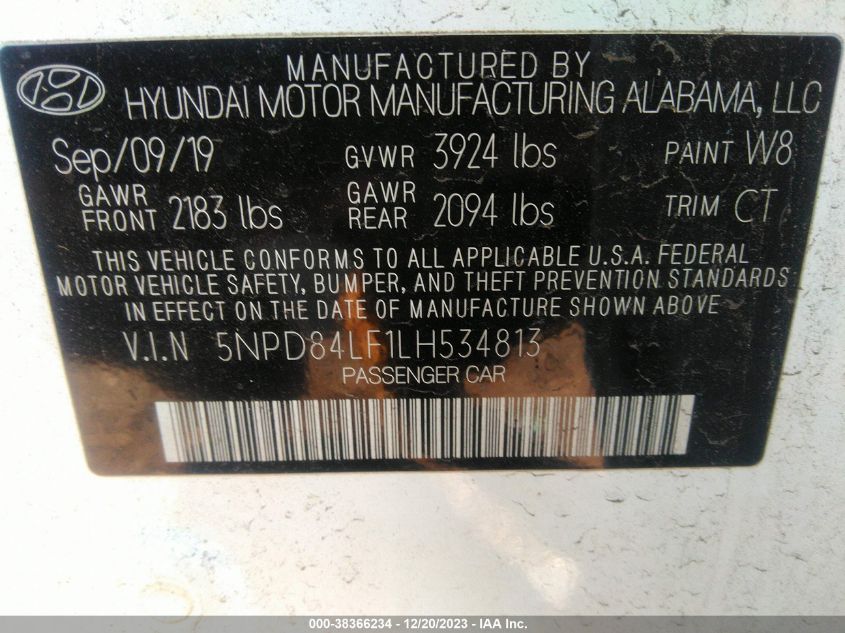 MANUFACTURED BY
HYUNDAI MOTOR MANUFACTURING ALABAMA, LLC
Sep/09/19 GVWR 3924 lbs PAINT W8
GAWR FRONT 2183 lbs GAWR REAR 2094 lbs TRIM CT
THIS VEHICLE CONFORMS TO ALL APPLICABLE U.S.A. FEDERAL
MOTOR VEHICLE SAFETY, BUMPER, AND THEFT PREVENTION STANDARDS
IN EFFECT ON THE DATE OF MANUFACTURE SHOWN ABOVE
V.I.N 5NPD84LF1LH534813
PASSENGER CAR
000-38366234 - 12/20/2023 - IAA Inc.